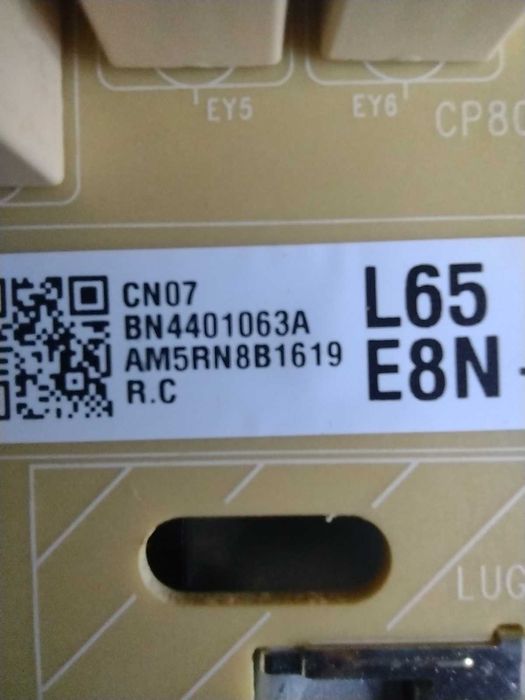 EY5
EY6
CP80
CN07
BN4401063A
AM5RN8B1619
R.C
L65
E8N
LUG